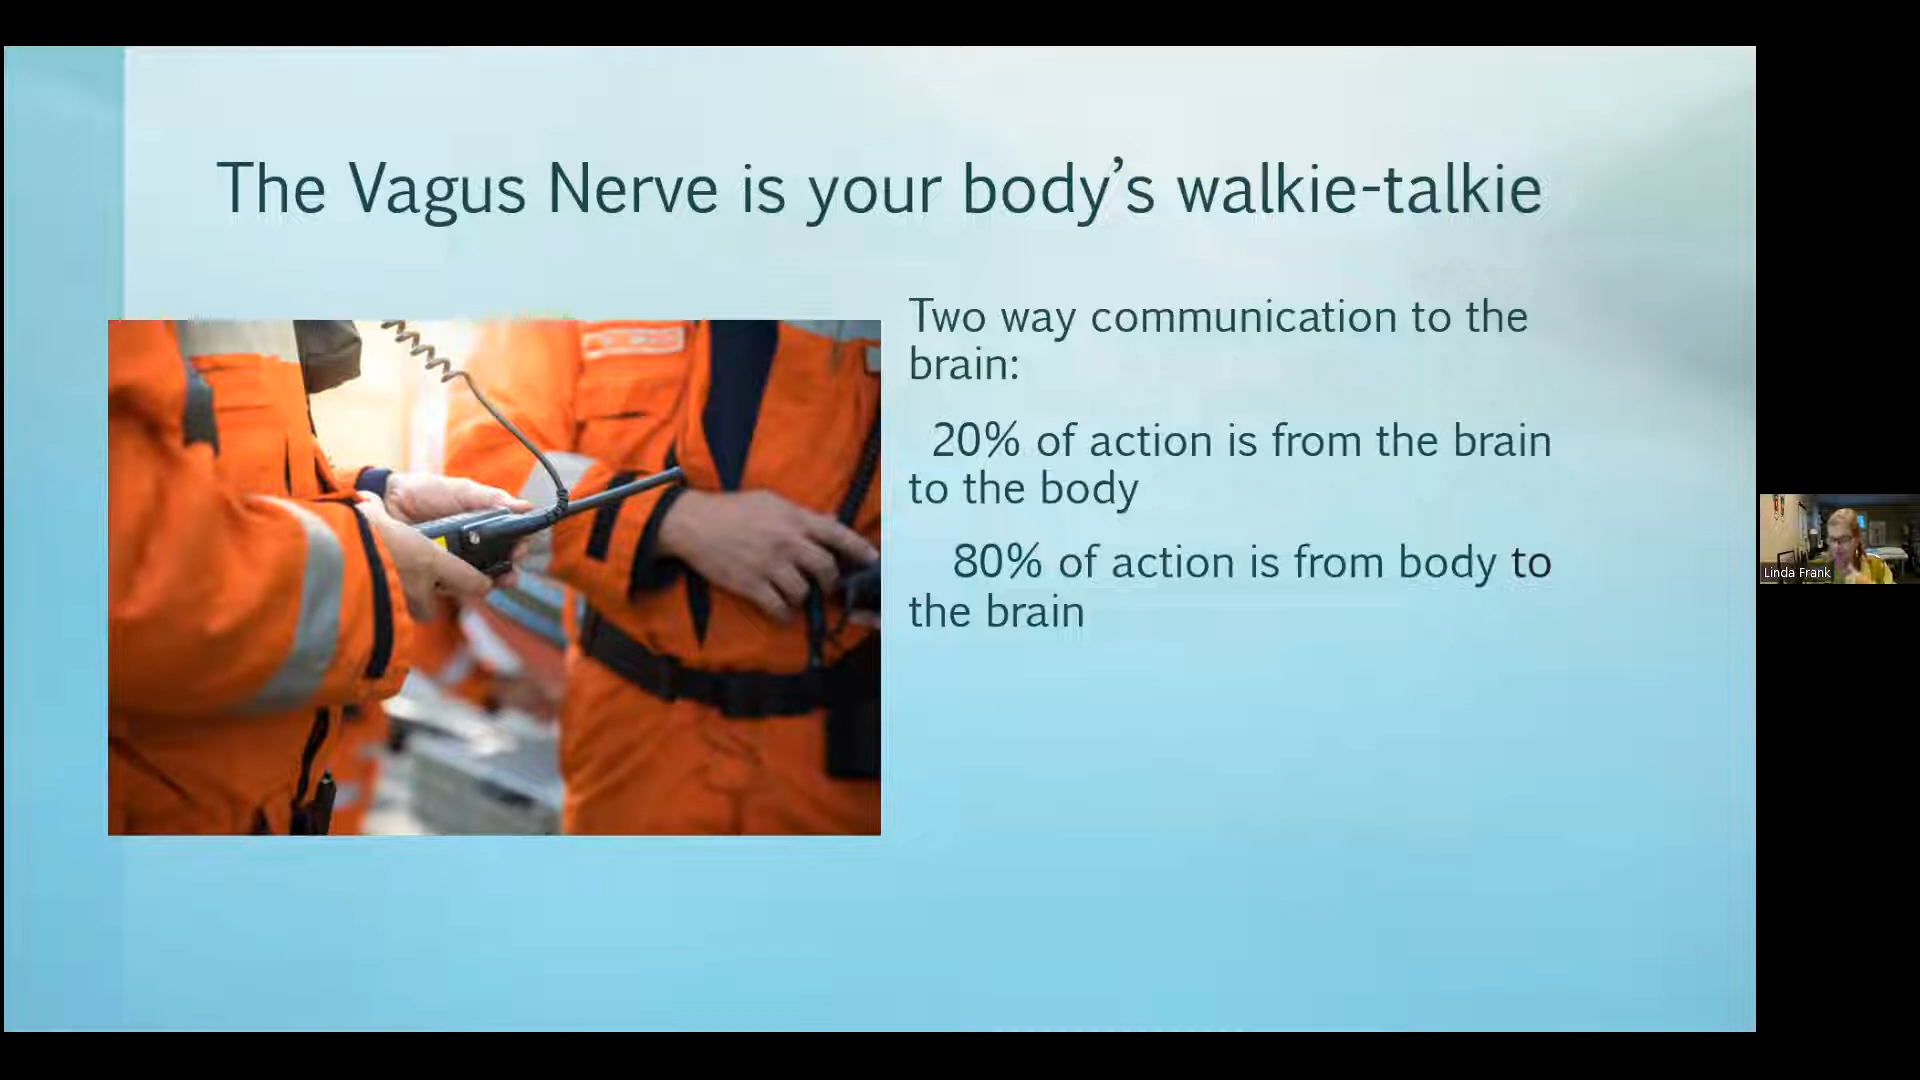 The Vagus Nerve is your body’s walkie-talkie
Two way communication to the
brain:
20% of action is from the brain
to the body
80% of action is from body to
the brain
Linda Frank